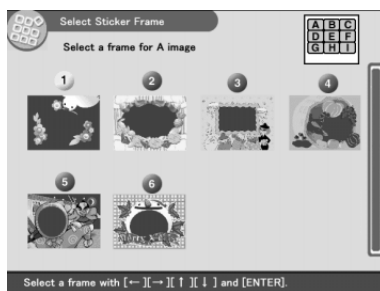 Select Sticker Frame
Select a frame for A image
A B C
D E F
G H I
1 2 3 4
5 6
Select a frame with [←][→][↑][↓] and [ENTER].